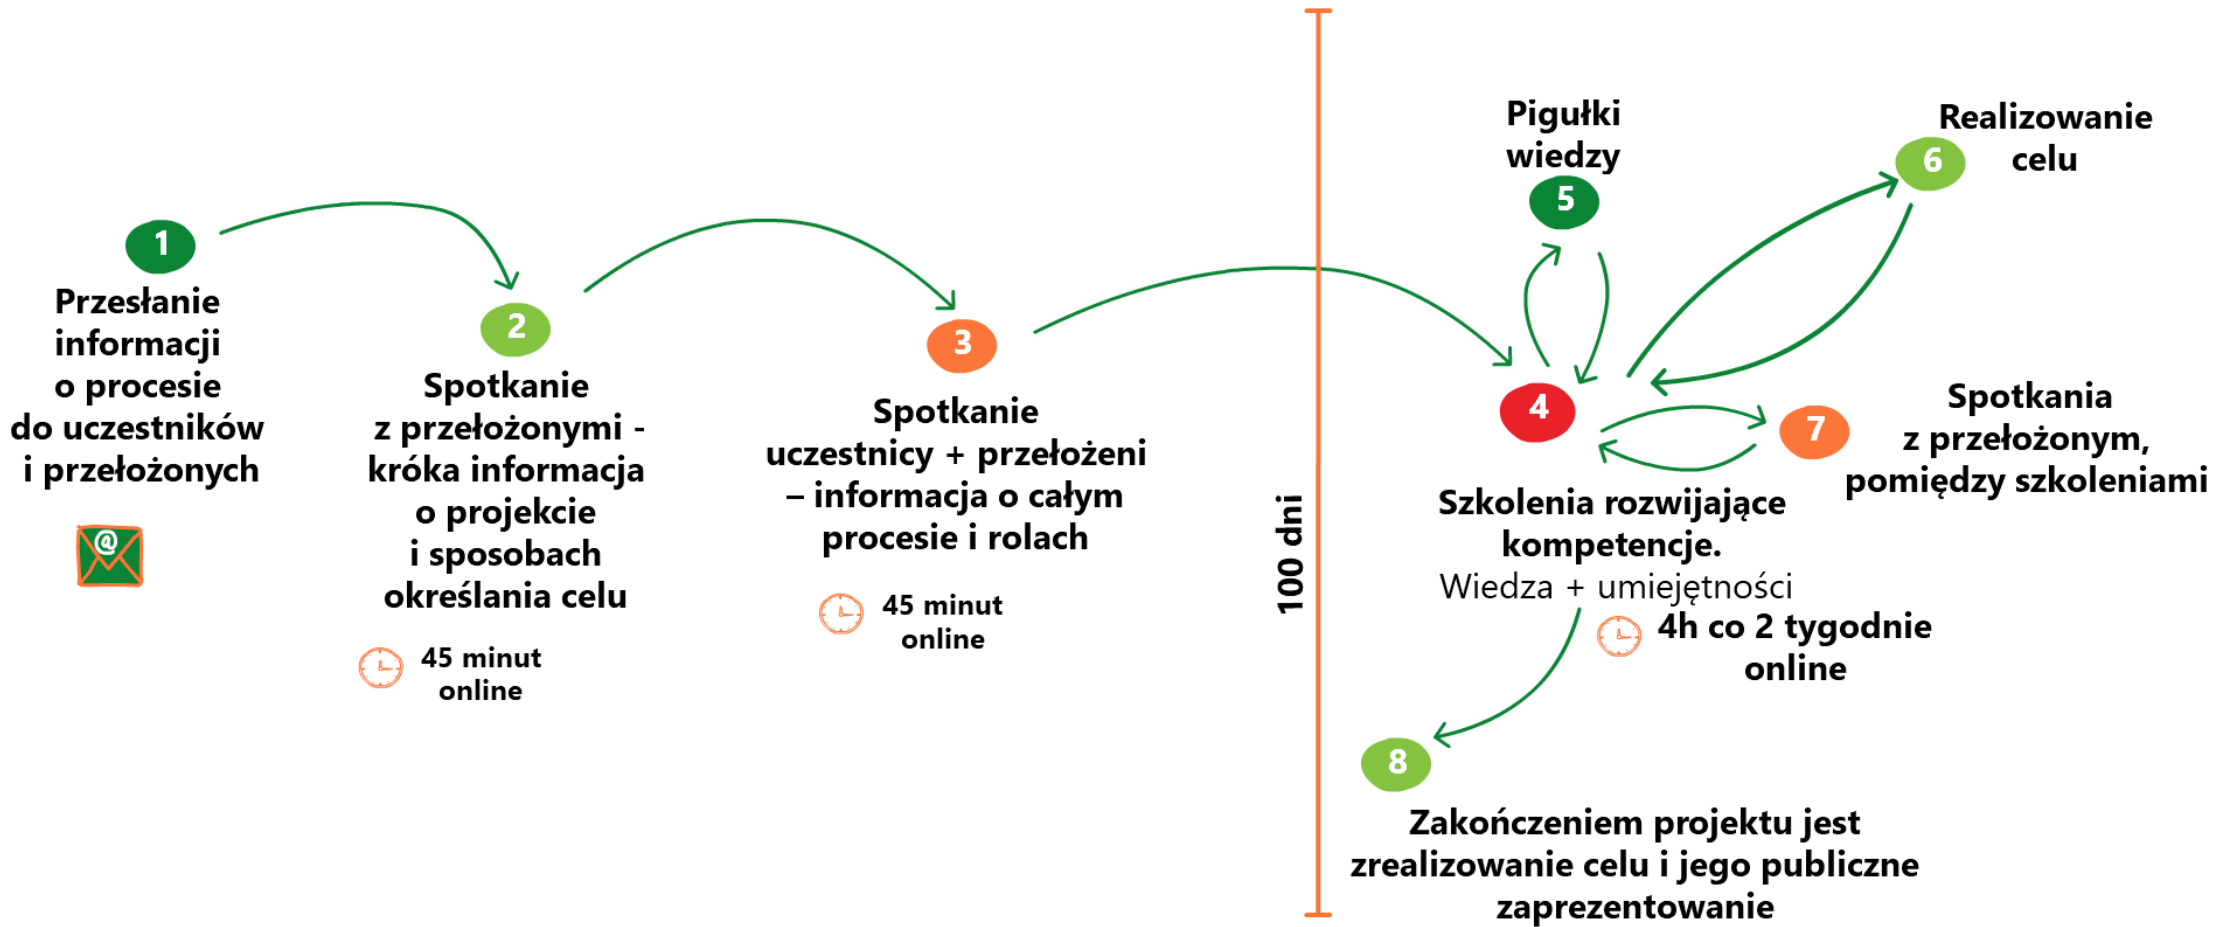 1
Przesłanie
informacji
o procesie
do uczestników
i przełożonych
@
2
Spotkanie
z przełożonymi -
króka informacja
o projekcie
i sposobach
określania celu
45 minut
online
3
Spotkanie
uczestnicy + przełożeni
– informacja o całym
procesie i rolach
45 minut
online
100 dni
4
Szkolenia rozwijające
kompetencje.
Wiedza + umiejętności
4h co 2 tygodnie
online
Pigułki
wiedzy
5
Realizowanie
celu
6
7
Spotkania
z przełożonym,
pomiędzy szkoleniami
8
Zakończeniem projektu jest
zrealizowanie celu i jego publiczne
zaprezentowanie